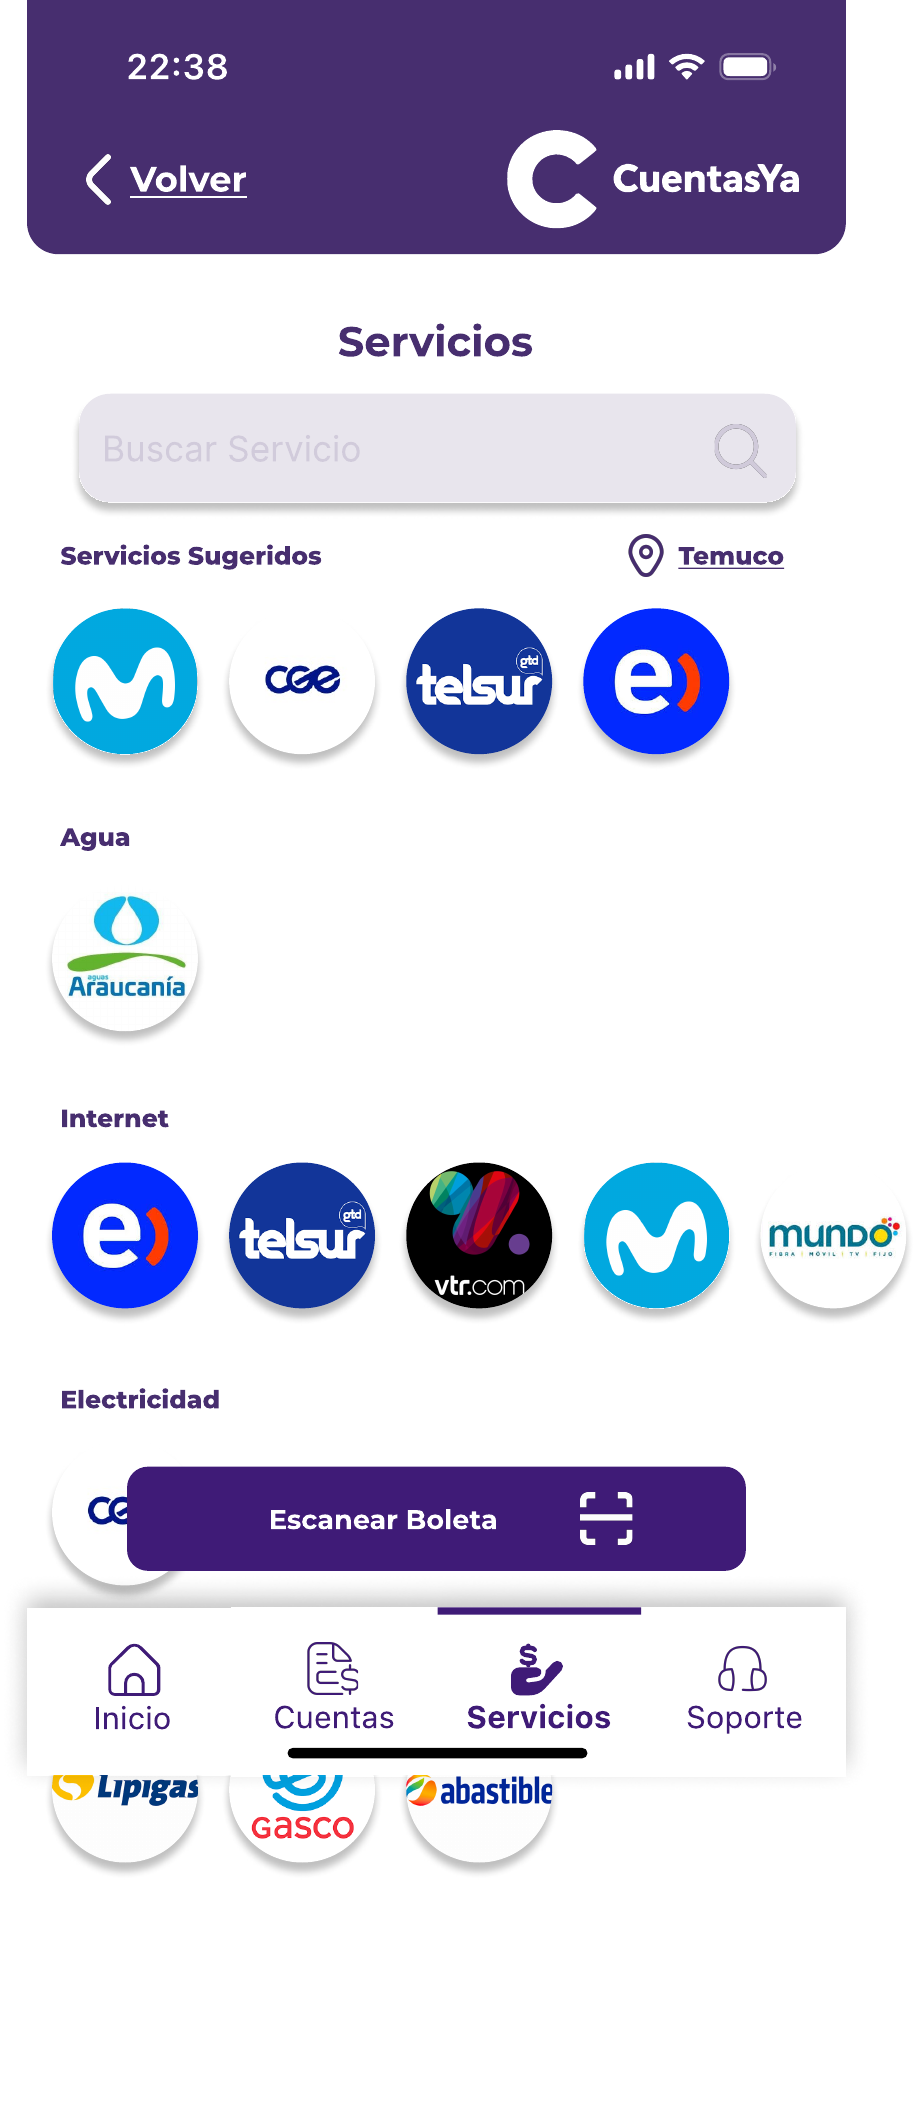 22:38
Volver
CuentasYa
Servicios
Buscar Servicio
Servicios Sugeridos
Temuco
cge
telsur gtd
e)
Agua
aguas
Araucanía
Internet
e)
telsur gtd
vtr.com
mundo
FIBRA | MÓVIL | TV | FIJO
Electricidad
Escanear Boleta
Inicio
Cuentas
Servicios
Soporte
Lipigas
GASCO
abastible